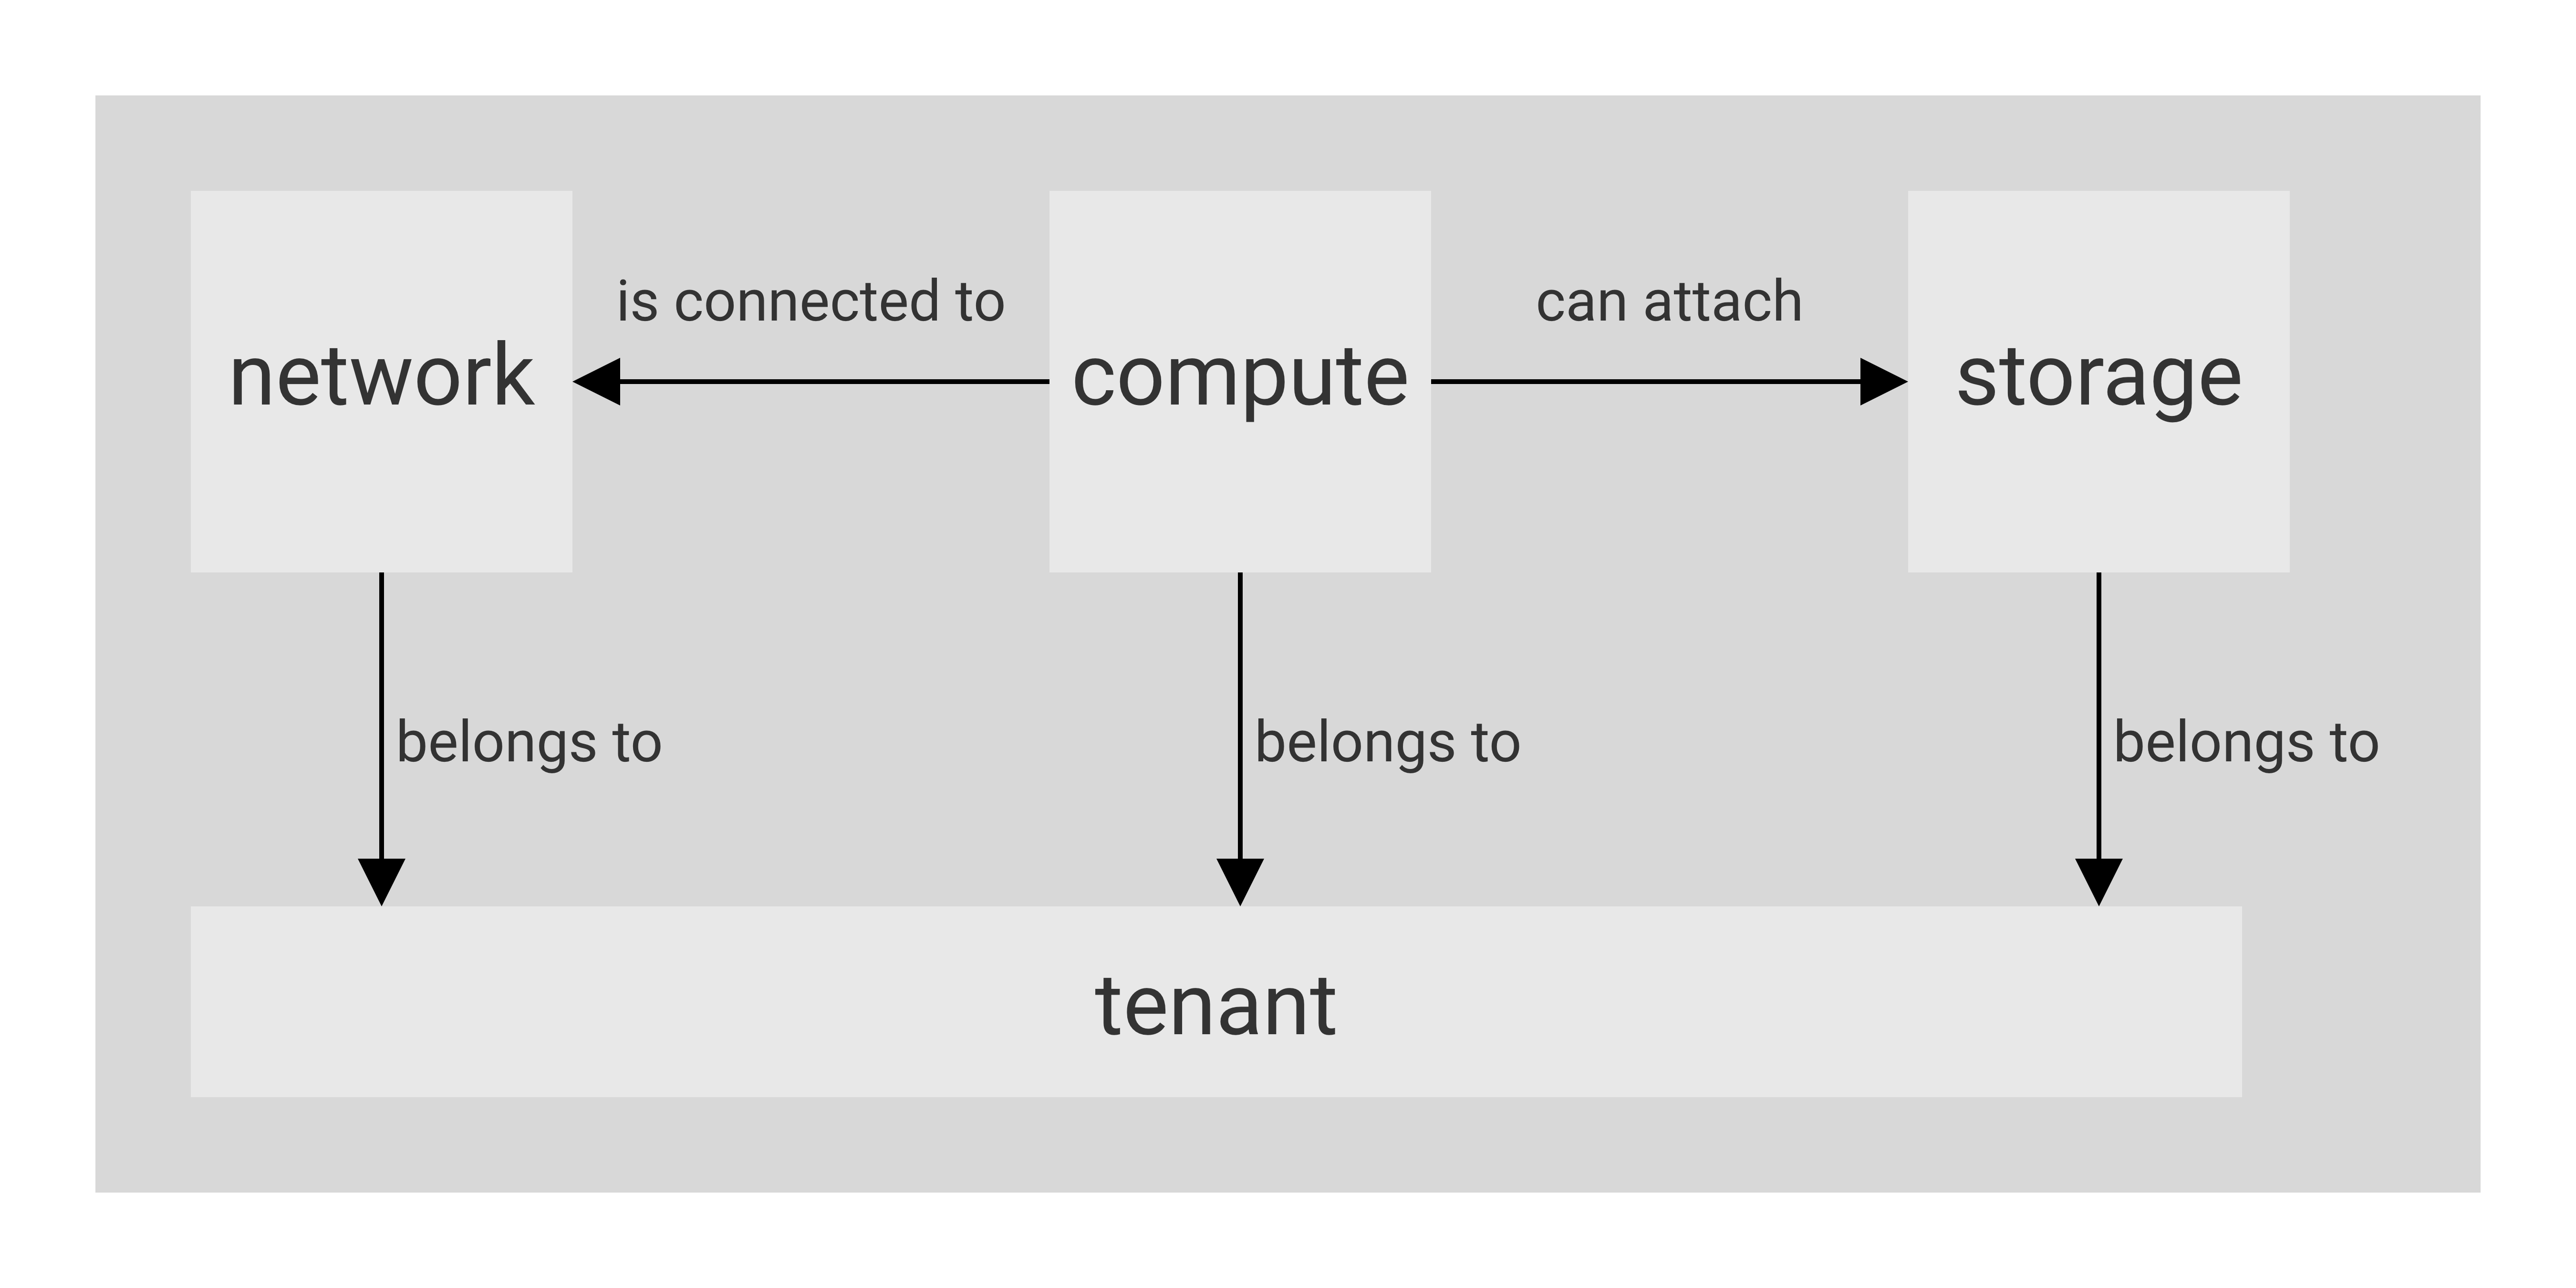 is connected to
can attach
network
compute
storage
belongs to
belongs to
belongs to
tenant